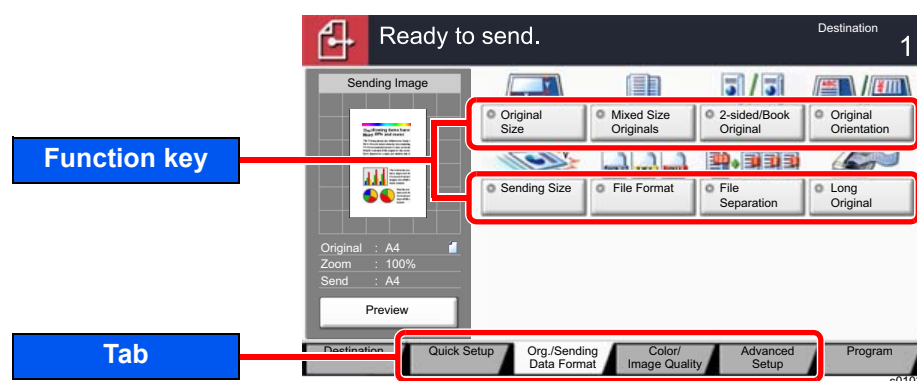 Ready to send.
Destination
1
Sending Image
Original Size
Mixed Size Originals
2-sided/Book Original
Original Orientation
Function key
Sending Size
File Format
File Separation
Long Original
Original : A4
Zoom : 100%
Send : A4
Preview
Tab
Destination
Quick Setup
Org./Sending Data Format
Color/ Image Quality
Advanced Setup
Program